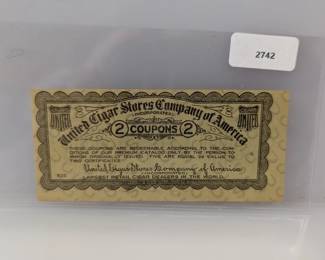 2742
United Cigar Stores Company of America
INCORPORATED
UNITED
UNITED
2 COUPONS 2
THESE COUPONS ARE REDEEMABLE ACCORDING TO THE CON-
DITIONS OF OUR PREMIUM CATALOG ONLY BY THE PERSON TO
WHOM ORIGINALLY ISSUED. FIVE ARE EQUAL IN VALUE TO
TWO CERTIFICATES.
United Cigar Stores Company of America
LARGEST RETAIL CIGAR DEALERS IN THE WORLD.